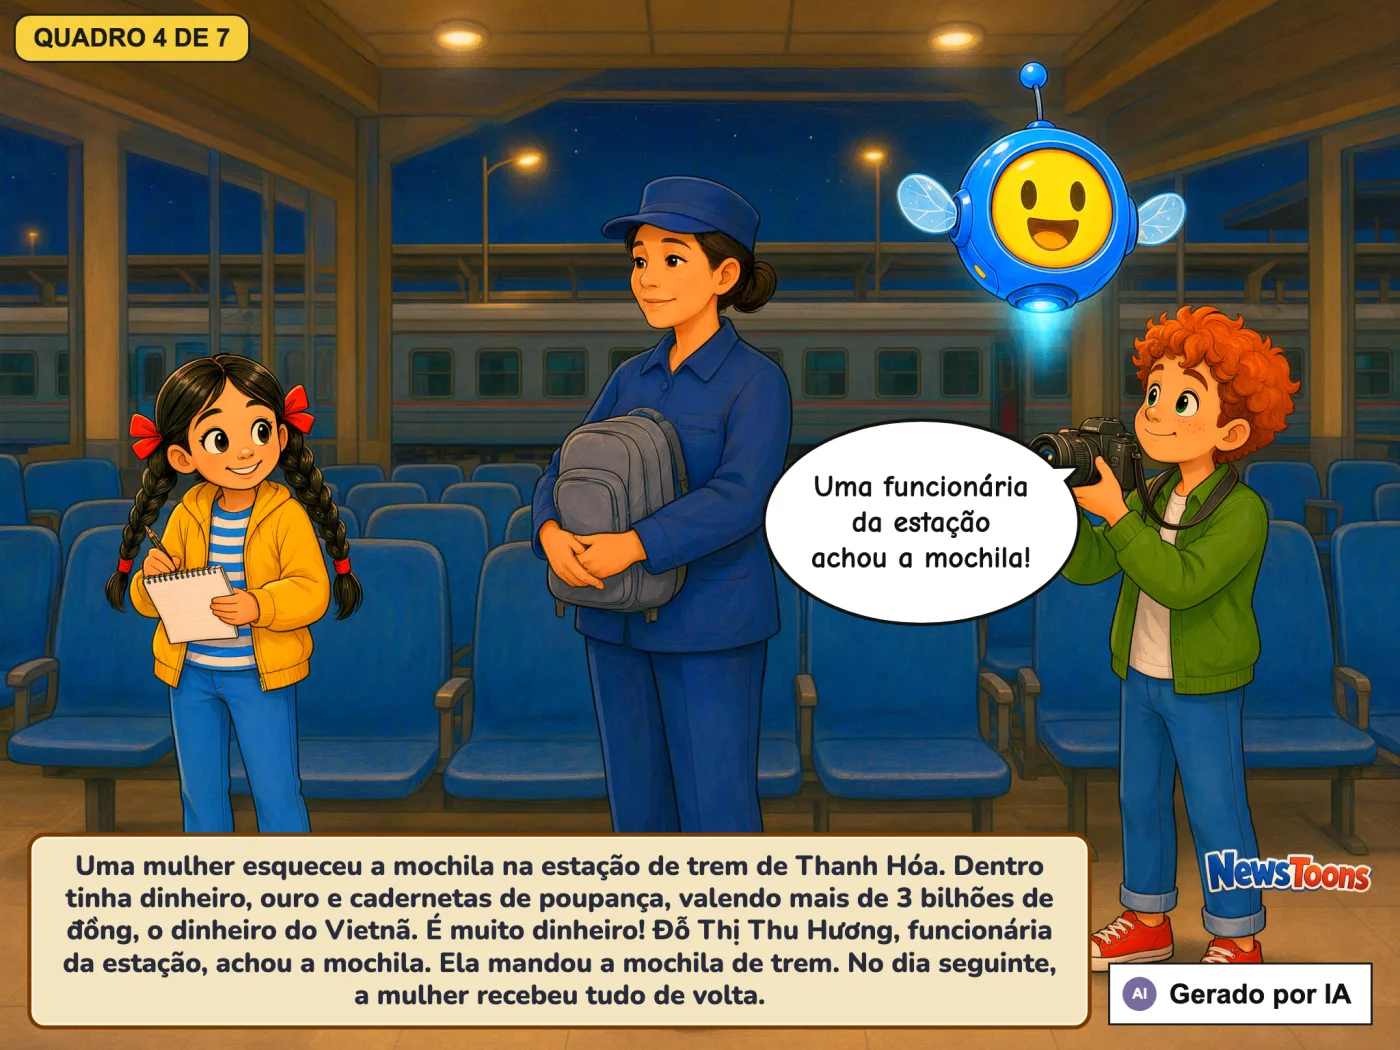 QUADRO 4 DE 7
Uma funcionária
da estação
achou a mochila!
Uma mulher esqueceu a mochila na estação de trem de Thanh Hóa. Dentro
tinha dinheiro, ouro e cadernetas de poupança, valendo mais de 3 bilhões de
đồng, o dinheiro do Vietnã. É muito dinheiro! Đỗ Thị Thu Hương, funcionária
da estação, achou a mochila. Ela mandou a mochila de trem. No dia seguinte,
a mulher recebeu tudo de volta.
NewsToons
AI Gerado por IA